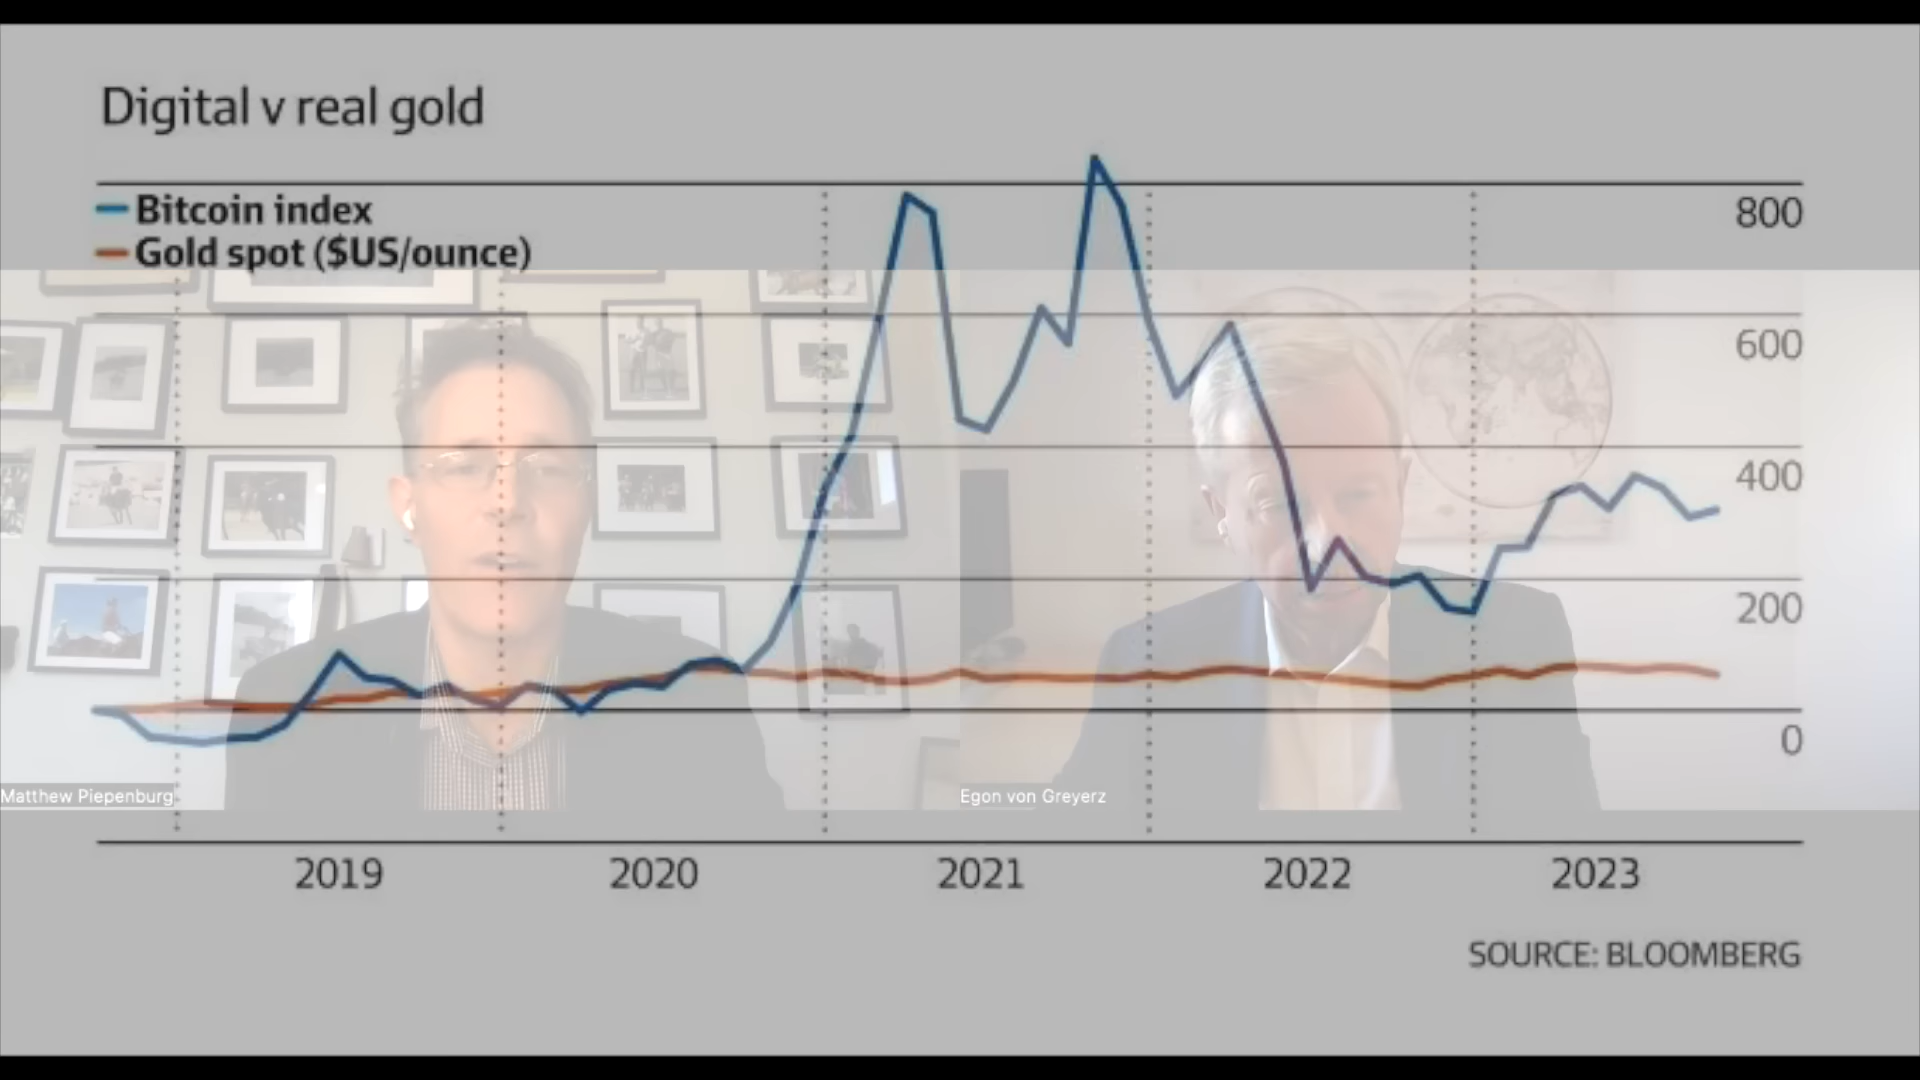 Digital v real gold
Bitcoin index
Gold spot ($US/ounce)
800
600
400
200
0
Matthew Piepenburg
Egon von Greyerz
2019
2020
2021
2022
2023
SOURCE: BLOOMBERG